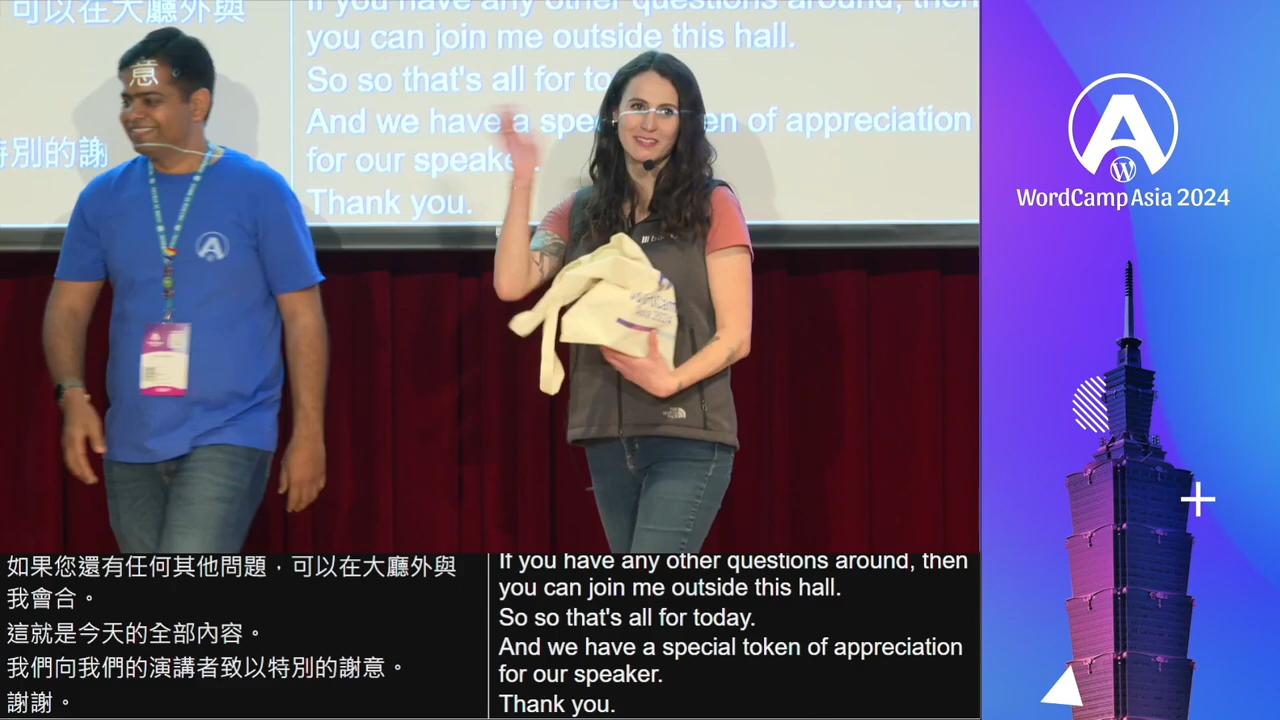 可以在大廳外與
特別的謝
意
If you have any other questions around, then
you can join me outside this hall.
So so that's all for to
And we have a spe
en of appreciation
for our speake
Thank you.
WordCamp
Asia 2024
WordCamp Asia 2024
如果您還有任何其他問題，可以在大廳外與
我會合。
這就是今天的全部內容。
我們向我們的演講者致以特別的謝意。
謝謝。
If you have any other questions around, then
you can join me outside this hall.
So so that's all for today.
And we have a special token of appreciation
for our speaker.
Thank you.